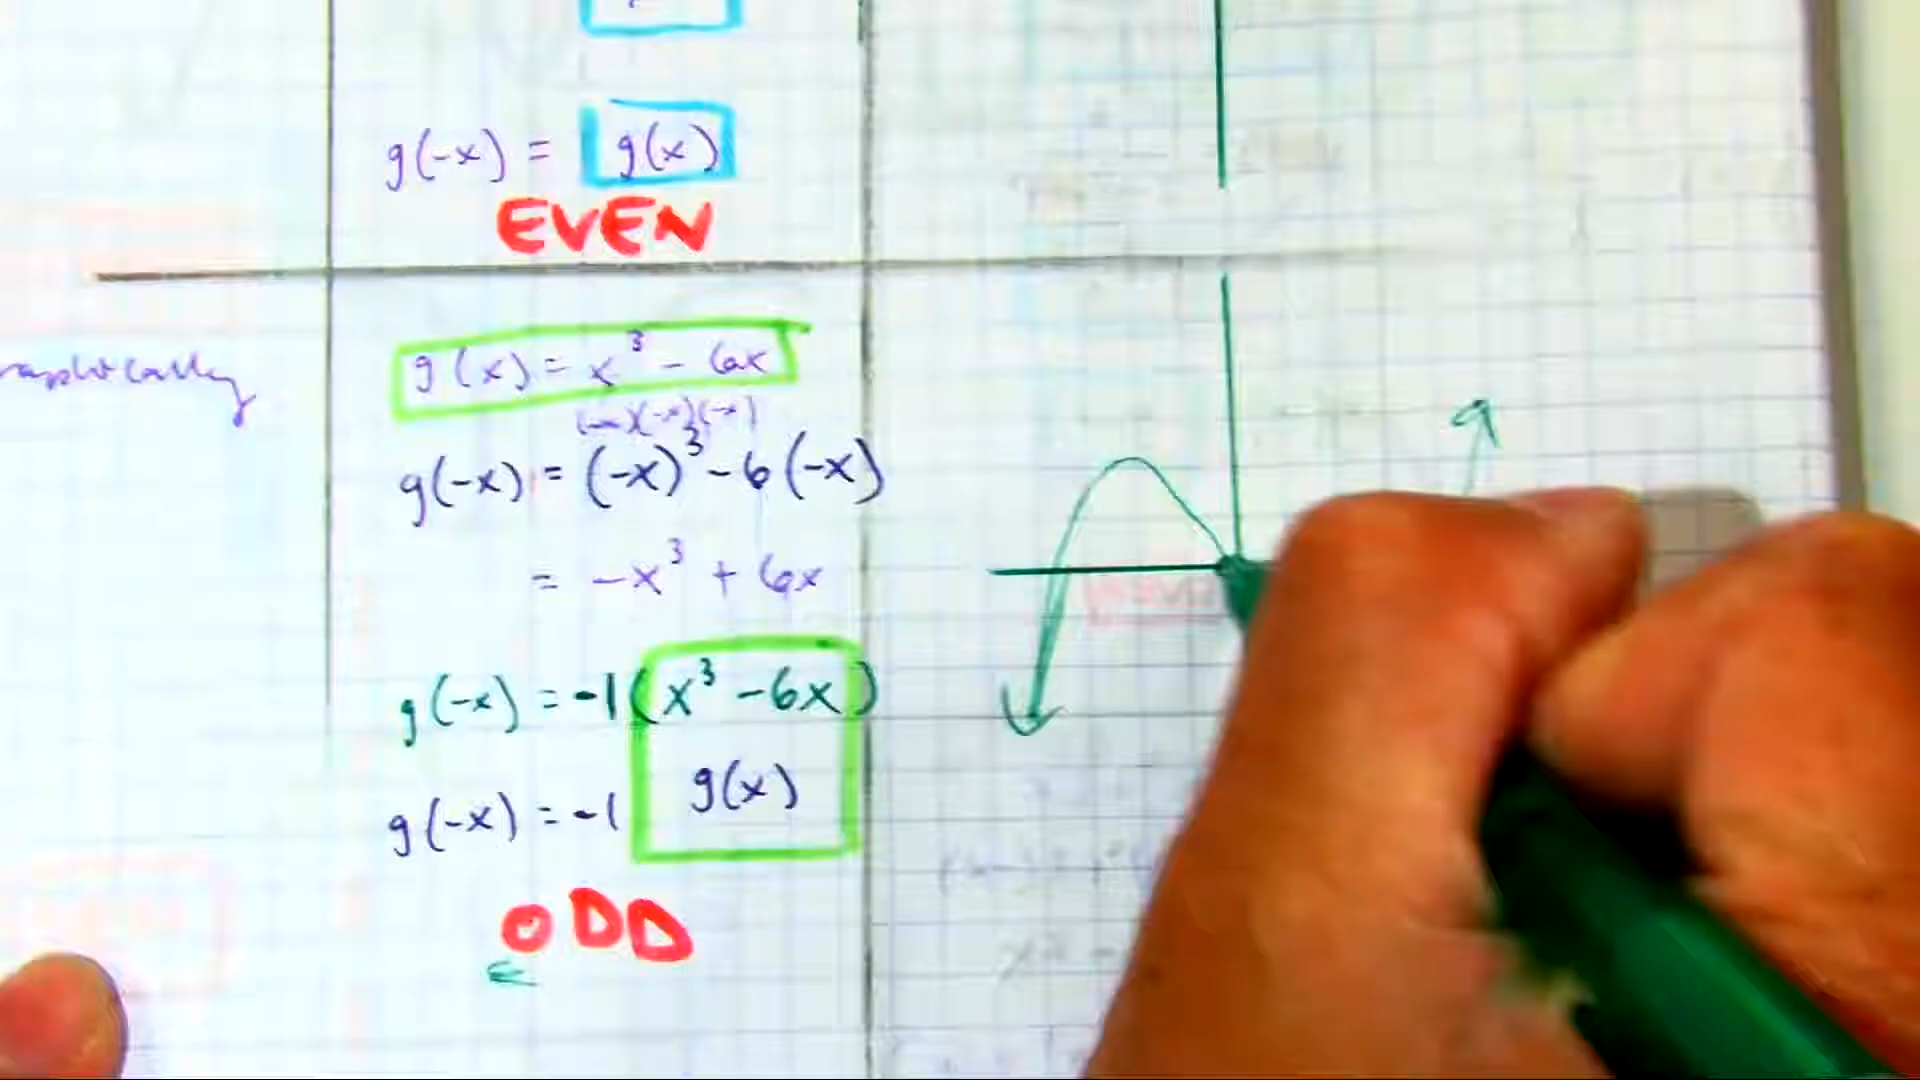 g(-x) = g(x)
EVEN
g(x) = x³ - 6x
(-x)(-x)(-x)
g(-x) = (-x)³ - 6(-x)
= -x³ + 6x
g(-x) = -1(x³ - 6x)
g(-x) = -1 g(x)
ODD